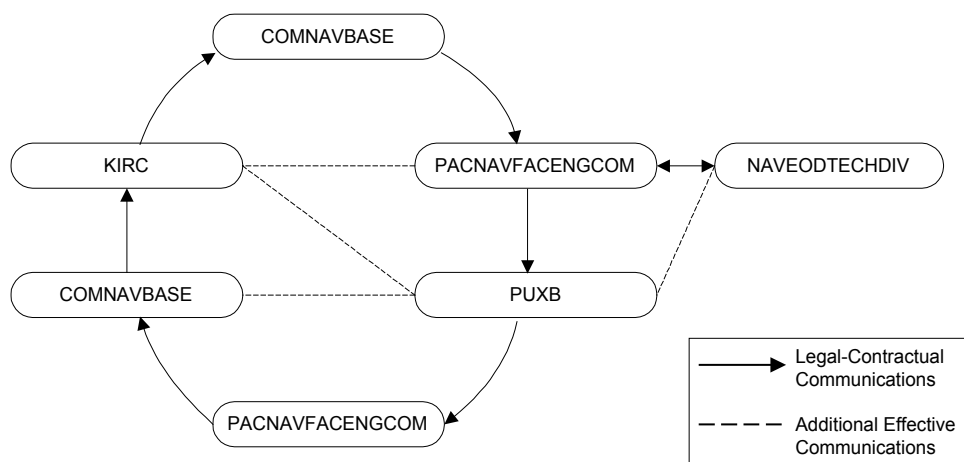 COMNAVBASE
KIRC
PACNAVFACENGCOM
NAVEODTECHDIV
COMNAVBASE
PUXB
PACNAVFACENGCOM
Legal-Contractual
Communications
Additional Effective
Communications